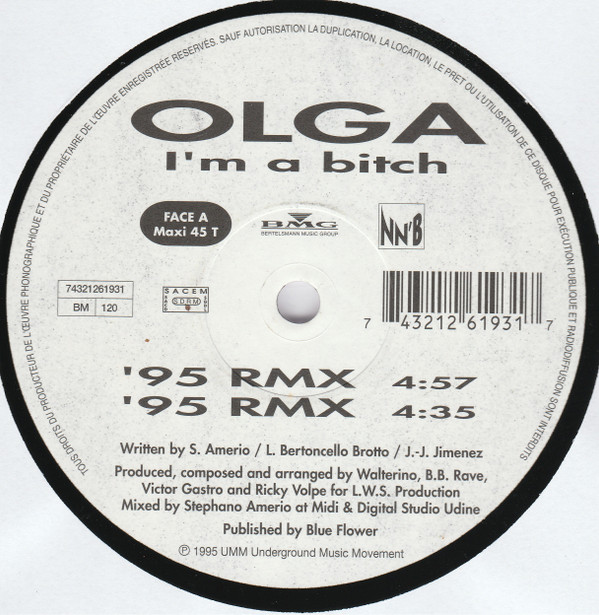 TOUS DROITS DU PRODUCTEUR DE L'ŒUVRE PHONOGRAPHIQUE ET DU PROPRIÉTAIRE DE L'ŒUVRE ENREGISTRÉE RESERVÉS. SAUF AUTORISATION LA DUPLICATION, LA LOCATION, LE PRET OU L'UTILISATION DE CE DISQUE POUR EXÉCUTION PUBLIQUE ET RADIODIFFUSION SONT INTERDITS
OLGA
I'm a bitch
FACE A
Maxi 45 T
BMG
BERTELSMANN MUSIC GROUP
NN'B
74321261931
BM 120
SACEM
SDRM
7 43212 61931 7
'95 RMX 4:57
'95 RMX 4:35
Written by S. Amerio / L. Bertoncello Brotto / J.-J. Jimenez
Produced, composed and arranged by Walterino, B.B. Rave,
Victor Gastro and Ricky Volpe for L.W.S. Production
Mixed by Stephano Amerio at Midi & Digital Studio Udine
Published by Blue Flower
℗ 1995 UMM Underground Music Movement